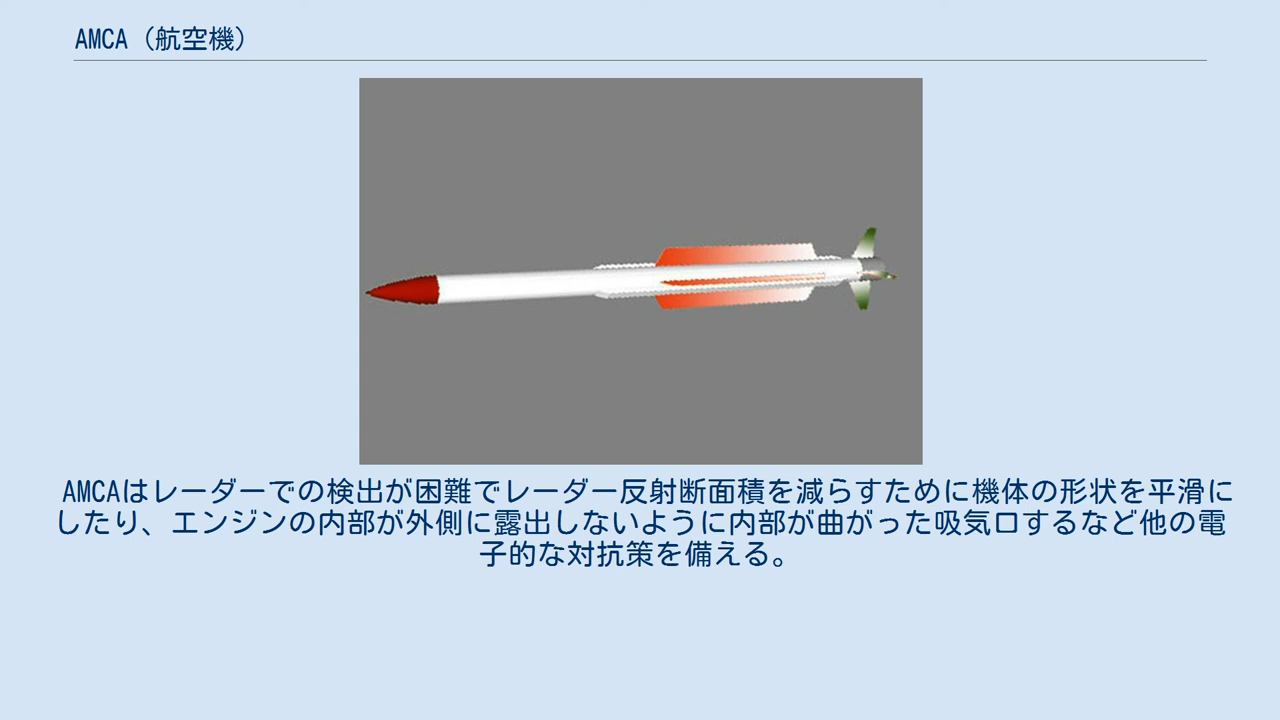 AMCA（航空機）
AMCAはレーダーでの検出が困難でレーダー反射断面積を減らすために機体の形状を平滑に
したり、エンジンの内部が外側に露出しないように内部が曲がった吸気口するなど他の電
子的な対抗策を備える。